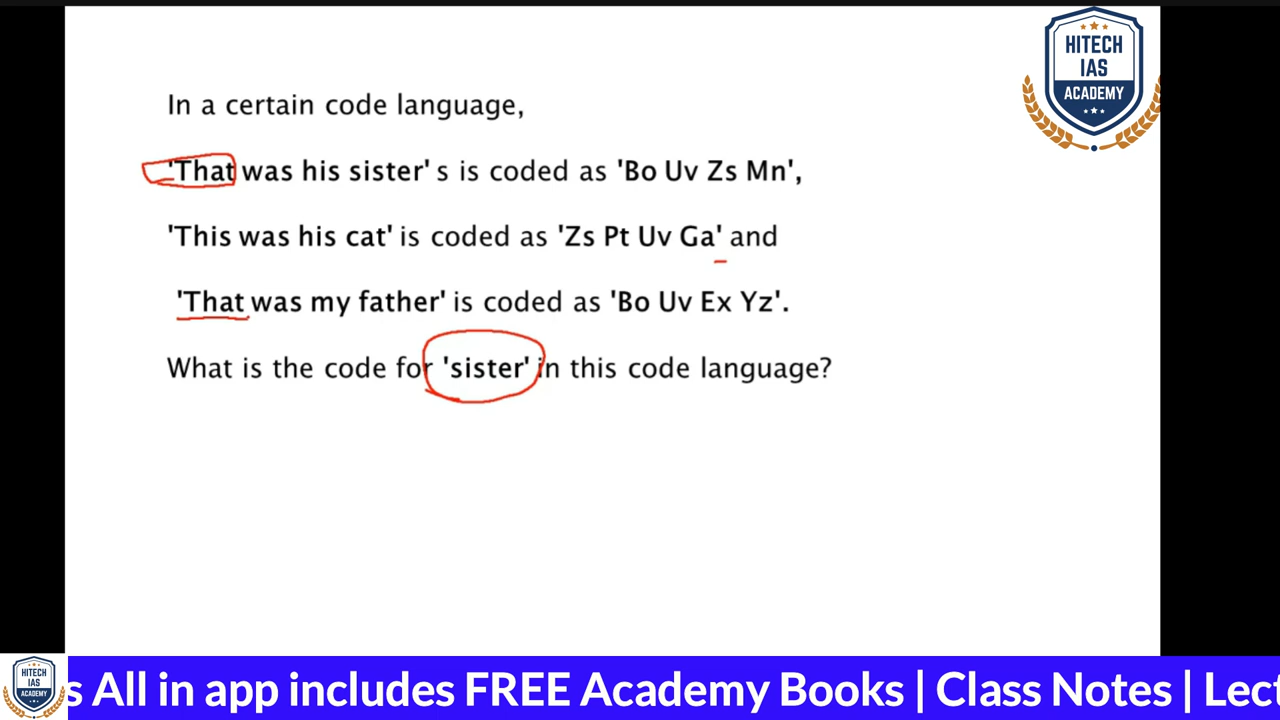 HITECH
IAS
ACADEMY
In a certain code language,
'That was his sister' s is coded as 'Bo Uv Zs Mn',
'This was his cat' is coded as 'Zs Pt Uv Ga' and
'That was my father' is coded as 'Bo Uv Ex Yz'.
What is the code for 'sister' in this code language?
HITECH
IAS
ACADEMY
s All in app includes FREE Academy Books | Class Notes | Lect